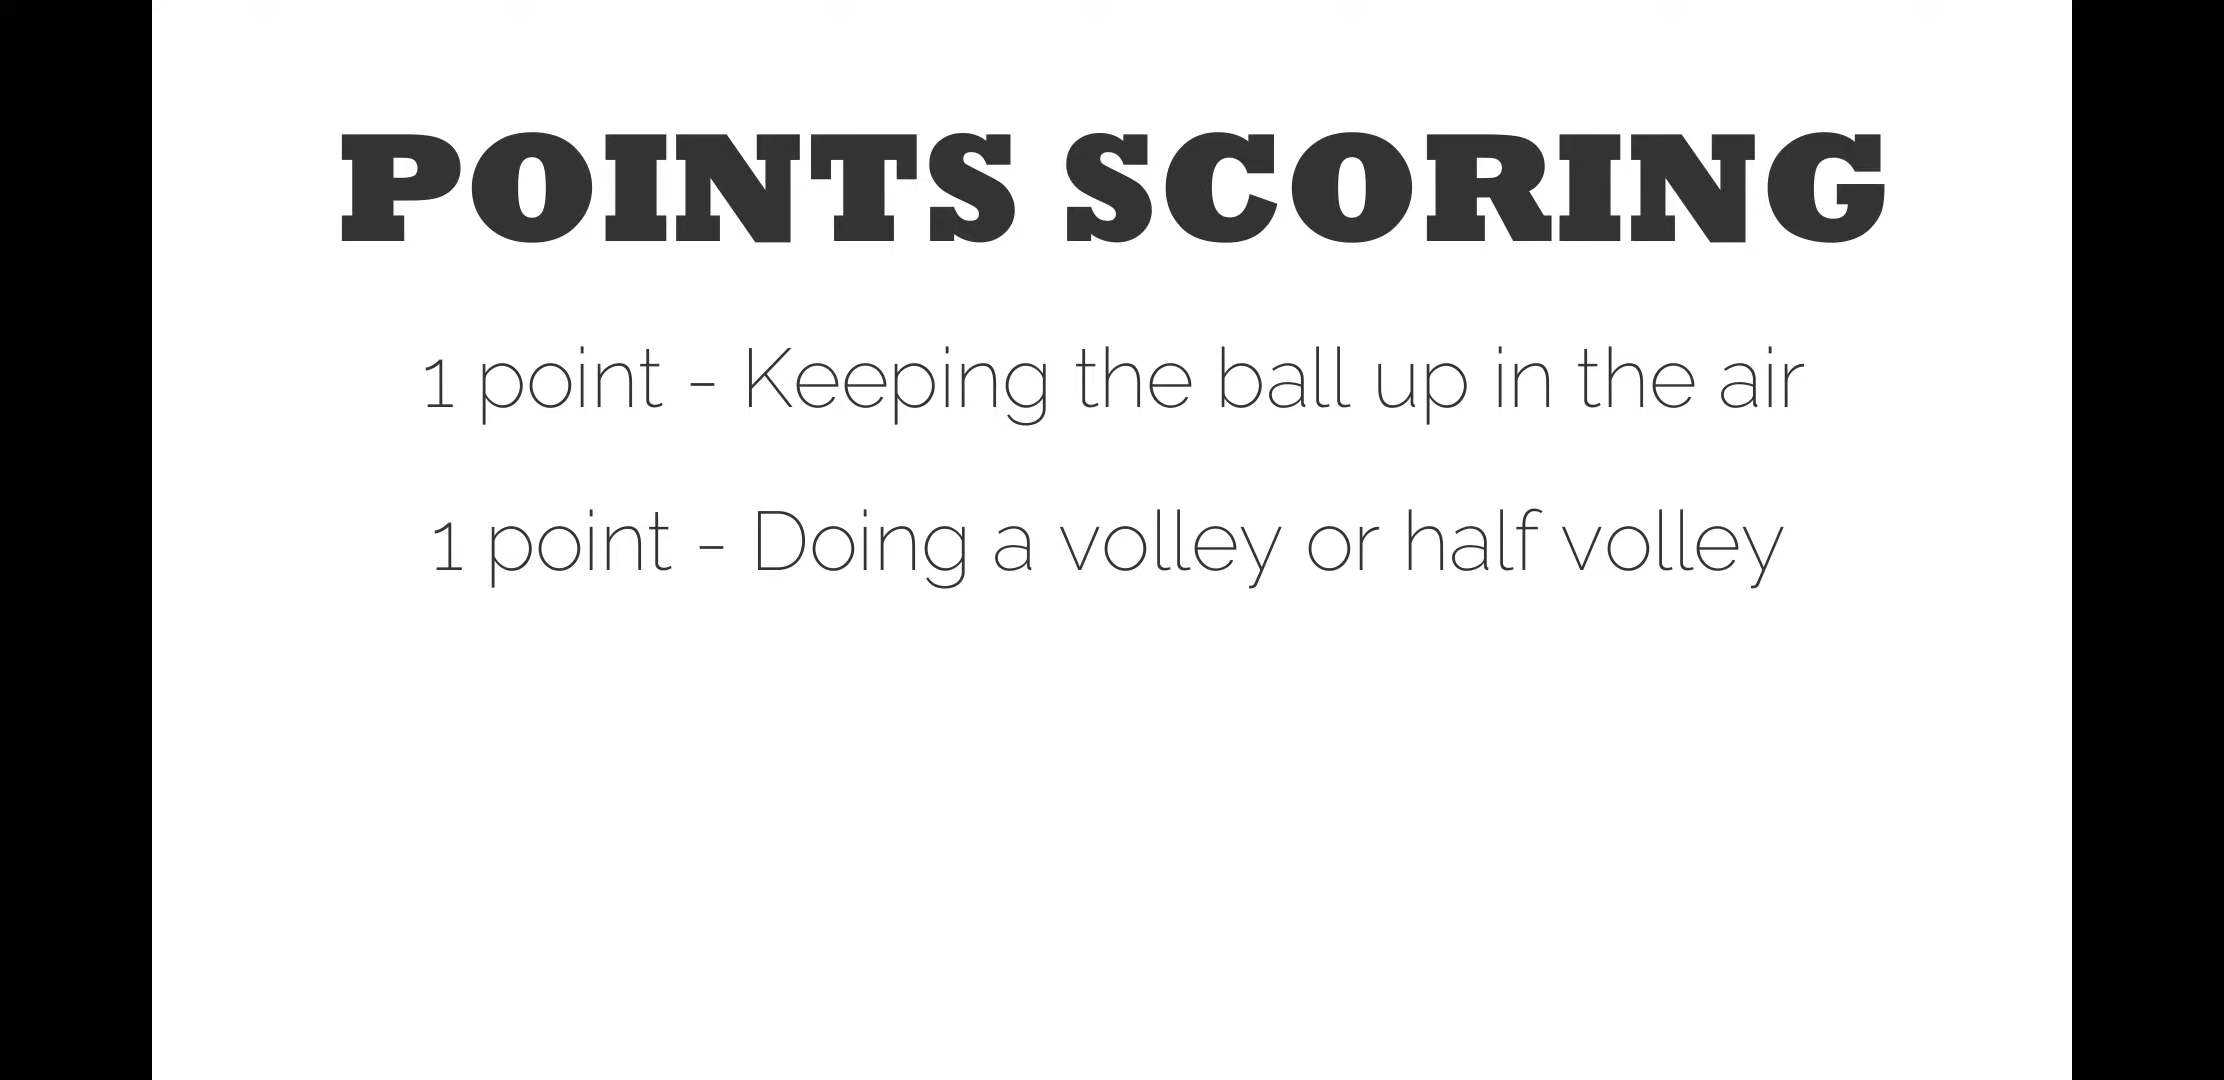 POINTS SCORING
1 point - Keeping the ball up in the air
1 point - Doing a volley or half volley